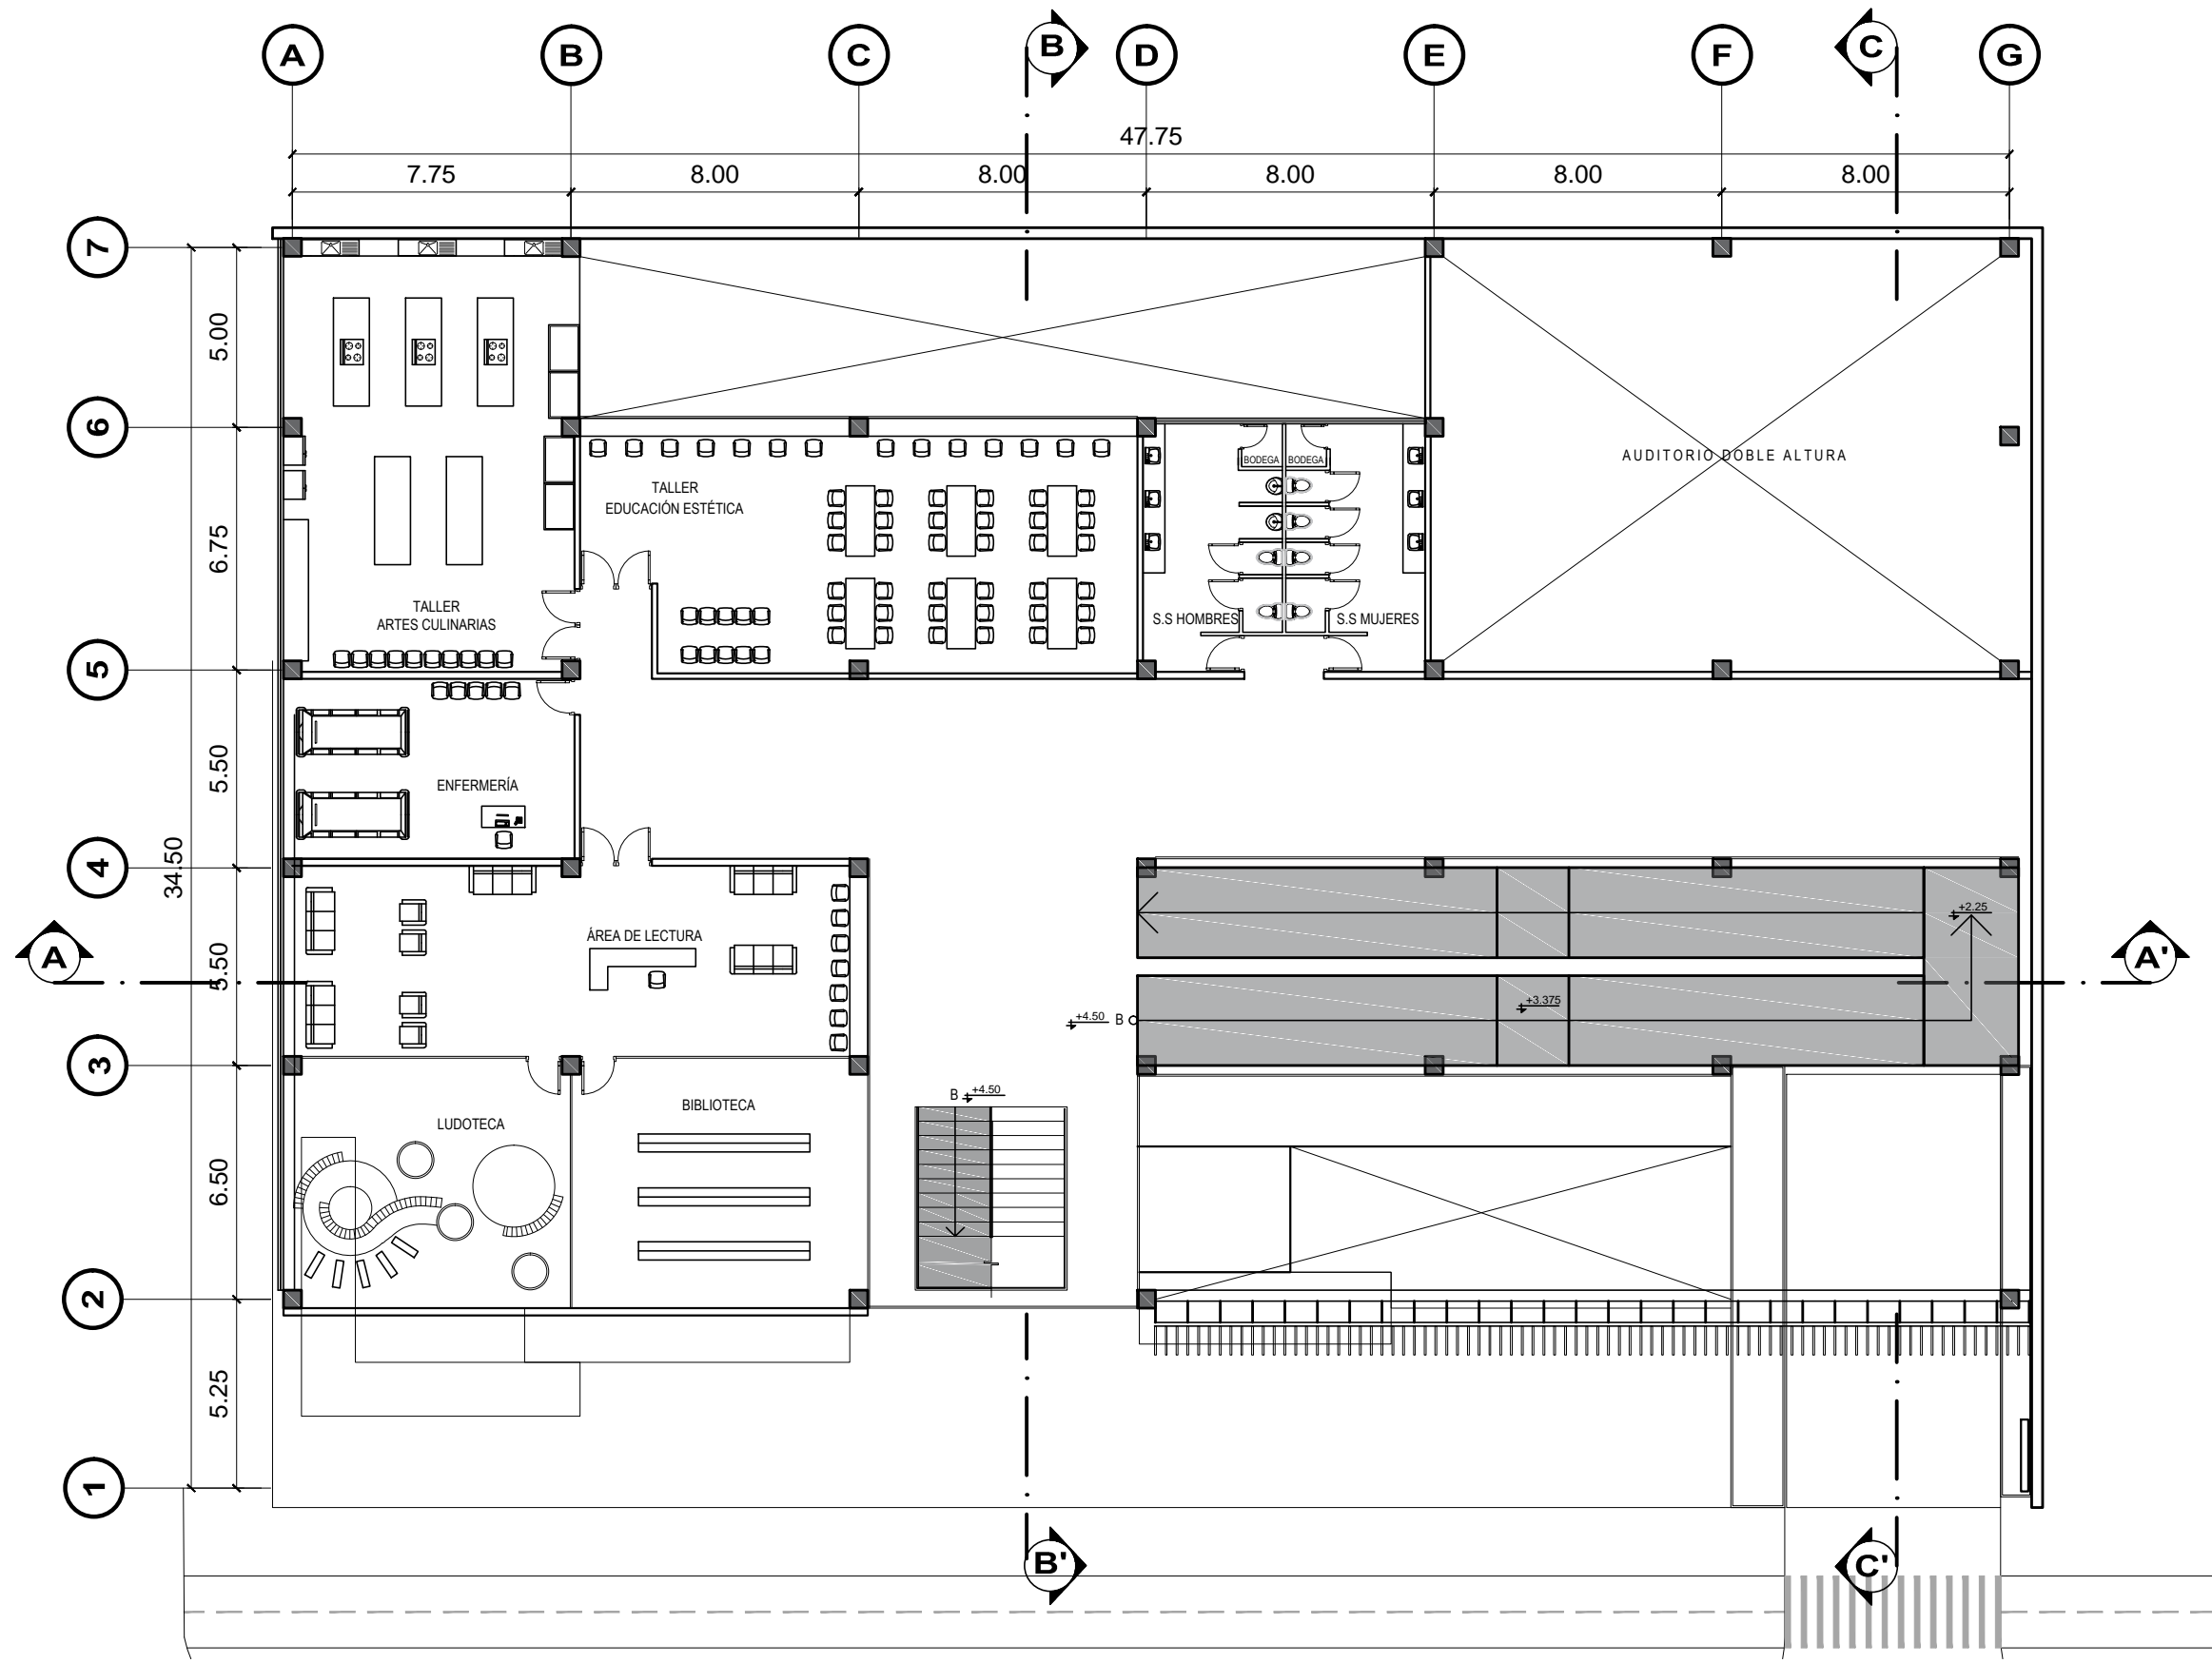 A B C B D E F C G
47.75
7.75 8.00 8.00 8.00 8.00 8.00
7
5.00
6
AUDITORIO DOBLE ALTURA
BODEGA BODEGA
TALLER
EDUCACIÓN ESTÉTICA
6.75
TALLER
ARTES CULINARIAS
S.S HOMBRES S.S MUJERES
5
5.50
ENFERMERÍA
4
34.50
+2.25
ÁREA DE LECTURA
A A'
5.50
+3.375
+4.50 B
3
B +4.50
BIBLIOTECA
LUDOTECA
6.50
2
5.25
1
B' C'